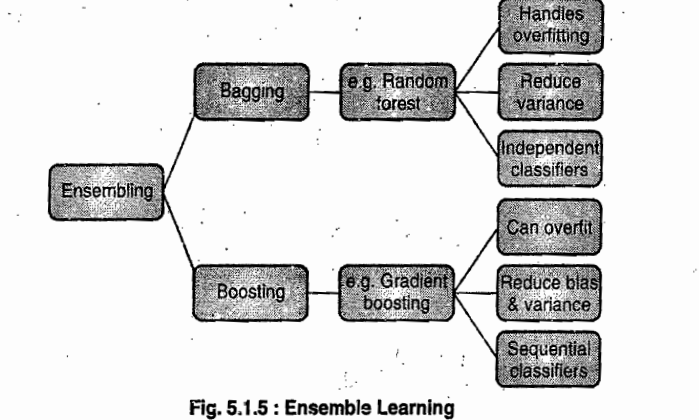 Ensembling
Bagging
e.g. Random
forest
Handles
overfitting
Reduce
variance
Independent
classifiers
Boosting
e.g. Gradient
boosting
Can overfit
Reduce bias
& variance
Sequential
classifiers
Fig. 5.1.5 : Ensemble Learning